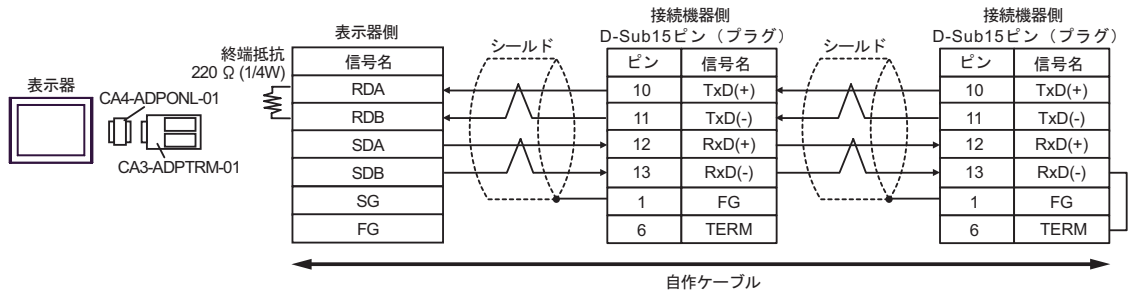 表示器
CA4-ADPONL-01
CA3-ADPTRM-01
終端抵抗
220 Ω (1/4W)
表示器側
信号名
RDA
RDB
SDA
SDB
SG
FG
シールド
接続機器側
D-Sub15ピン（プラグ）
ピン 信号名
10 TxD(+)
11 TxD(-)
12 RxD(+)
13 RxD(-)
1 FG
6 TERM
シールド
接続機器側
D-Sub15ピン（プラグ）
ピン 信号名
10 TxD(+)
11 TxD(-)
12 RxD(+)
13 RxD(-)
1 FG
6 TERM
自作ケーブル